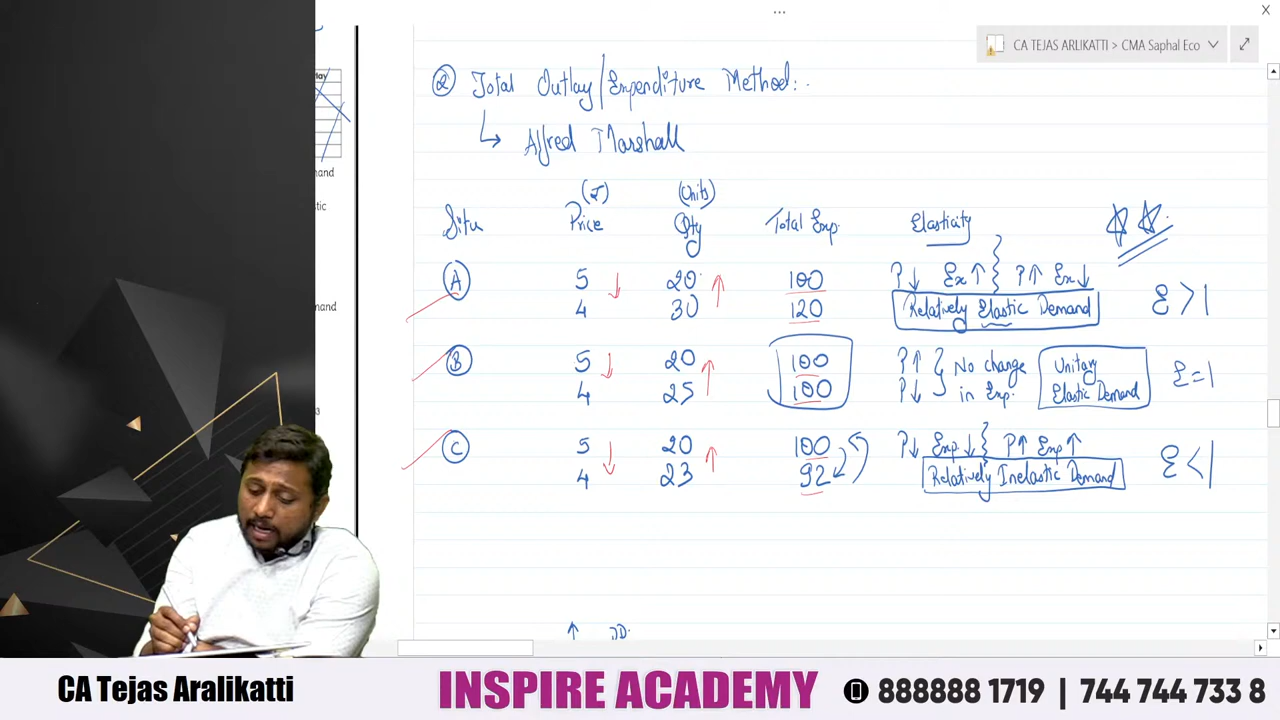 ...
CA TEJAS ARLIKATTI > CMA Saphal Eco
X
② Total Outlay/Expenditure Method:
↳ Alfred Marshall
(₹) (Units)
Situ Price Qty Total Exp. Elasticity ☆☆
A 5 ↓ 20 ↑ 100 P↓ Ex↑ P↑ Ex↓
4 30 120 Relatively Elastic Demand E > 1
B 5 ↓ 20 ↑ 100 P↑ No change Unitary
4 25 100 P↓ in Exp. Elastic Demand E = 1
C 5 ↓ 20 ↑ 100 P↓ Exp↓ P↑ Exp↑
4 23 92 Relatively Inelastic Demand E < 1
mand
stic
mand
CA Tejas Aralikatti INSPIRE ACADEMY 888888 1719 | 744 744 733 8